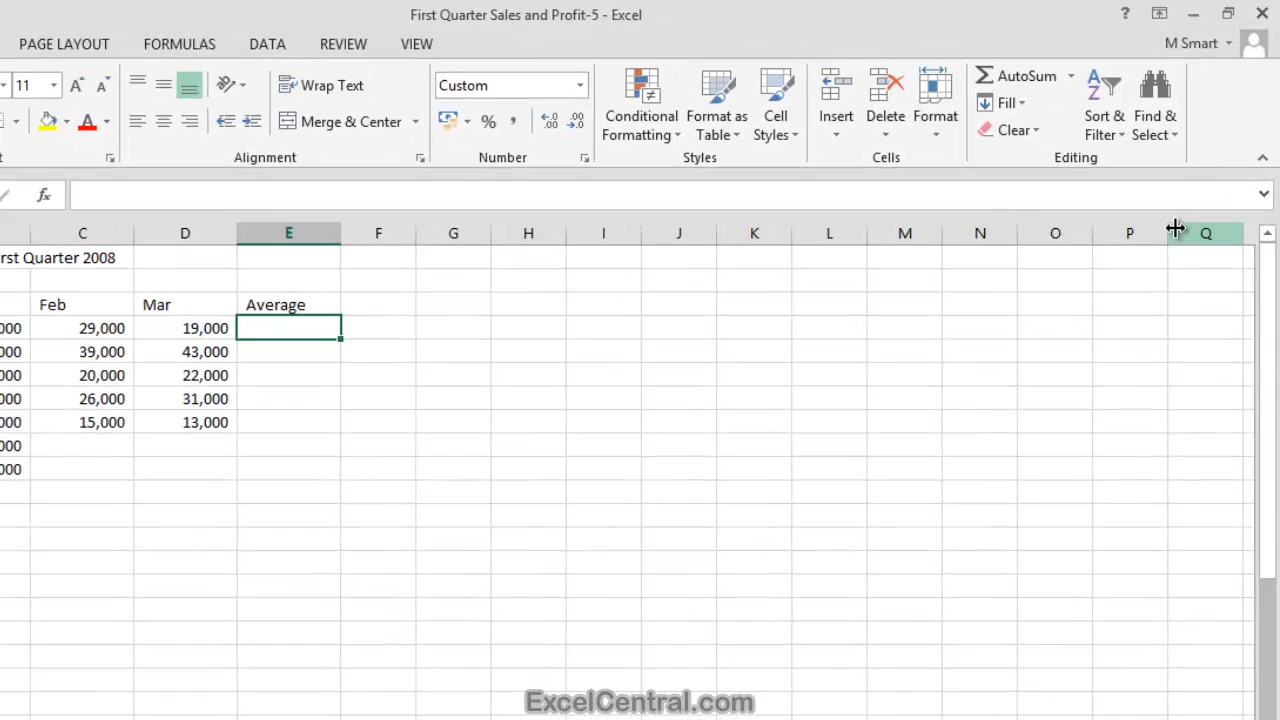 First Quarter Sales and Profit-5 - Excel
?
PAGE LAYOUT FORMULAS DATA REVIEW VIEW M Smart
11 A A Wrap Text Custom
Merge & Center % ,
Conditional Formatting Format as Table Cell Styles Insert Delete Format
AutoSum
Fill
Clear
Sort & Filter Find & Select
Alignment Number Styles Cells Editing
fx
C D E F G H I J K L M N O P Q
rst Quarter 2008
Feb Mar Average
000 29,000 19,000
000 39,000 43,000
000 20,000 22,000
000 26,000 31,000
000 15,000 13,000
000
000
ExcelCentral.com